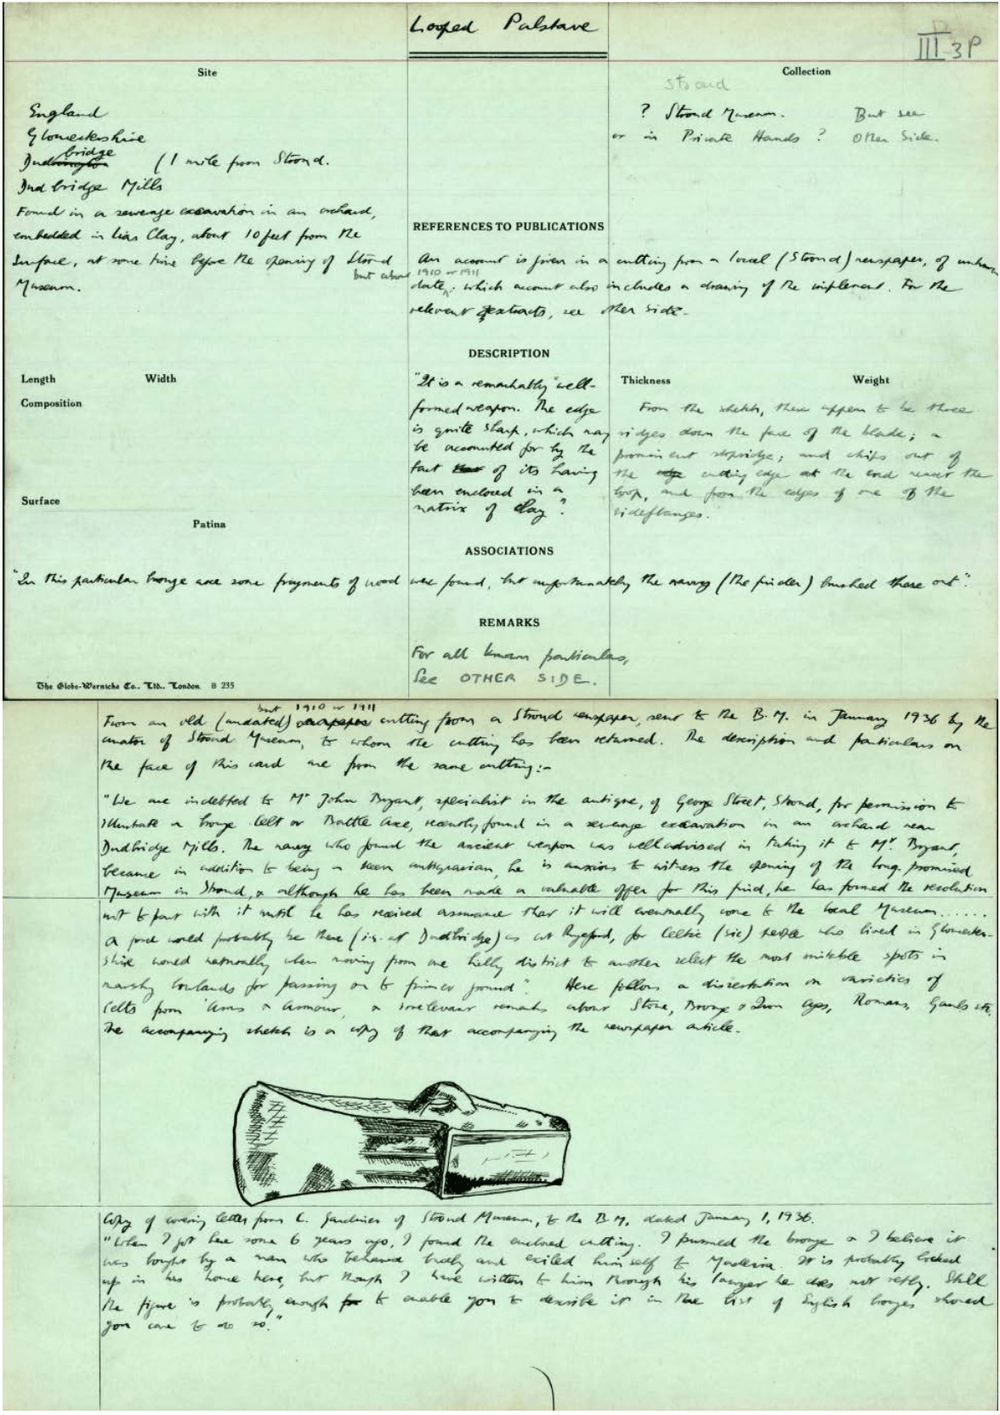 Looped Palstave
III 3P
Site
Collection
Stroud
England
? Stroud Museum. But see
Gloucestershire
or in Private Hands? Other Side.
Dudbridge (1 mile from Stroud.
Dudbridge Mills
Found in a sewerage excavation in an orchard,
embedded in Lias Clay, about 10 feet from the
surface, at some time before the opening of Stroud
Museum.
REFERENCES TO PUBLICATIONS
An account is given in a cutting from a local (Stroud) newspaper, of unknown
but about 1910 or 1911
date; which account also includes a drawing of the implement. For the
relevant extracts, see other side.
DESCRIPTION
Length Width
Thickness Weight
Composition
Surface
Patina
"It is a remarkably well-
formed weapon. The edge
is quite sharp, which may
be accounted for by the
fact of its having
been enclosed in a
matrix of clay".
From the sketch, there appear to be three
ridges down the face of the blade; a
prominent stopridge; and chips out of
the cutting edge at the end nearer the
loop, and from the edges of one of the
sideflanges.
ASSOCIATIONS
"In this particular bronze axe some fragments of wood were found, but unfortunately the navvy (the finder) brushed these out".
REMARKS
For all known particulars,
See OTHER SIDE.
The Globe-Wernicke Co., Ltd., London. B 235
but 1910 or 1911
From an old (undated) cutting from a Stroud newspaper, sent to the B.M. in January 1936 by the
curator of Stroud Museum, to whom the cutting has been returned. The description and particulars on
the face of this card are from the same cutting:-
"We are indebted to Mr John Bryant, specialist in the antique, of George Street, Stroud, for permission to
illustrate a bronze Celt or Battle Axe, recently found in a sewerage excavation in an orchard near
Dudbridge Mills. The navvy who found the ancient weapon was well advised in taking it to Mr. Bryant,
because in addition to being a keen antiquarian, he is anxious to witness the opening of the long-promised
Museum in Stroud, & although he has been made a valuable offer for this find, he has formed the resolution
not to part with it until he has received assurance that it will eventually come to the local Museum......
A ford would probably be there (i.e. at Dudbridge) as at Ryeford, for Celtic (sic) people who lived in Gloucester-
shire would naturally when moving from one hilly district to another select the most suitable spots in
marshy lowlands for passing on to firmer ground". Here follows a dissertation on varieties of
Celts from 'Arms & Armour', & irrelevant remarks about Stone, Bronze & Iron ages, Romans, Gauls etc.
The accompanying sketch is a copy of that accompanying the newspaper article.
Copy of covering letter from C. Gardiner of Stroud Museum, to the B.M. dated January 1, 1936.
"When I got here some 6 years ago, I found the enclosed cutting. I pursued the bronze & I believe it
was bought by a man who behaved badly and exiled himself to Madeira. It is probably locked
up in his house here, but though I have written to him through his lawyer he does not reply. Still
the figure is probably enough to enable you to describe it in the list of English bronzes should
you care to do so."